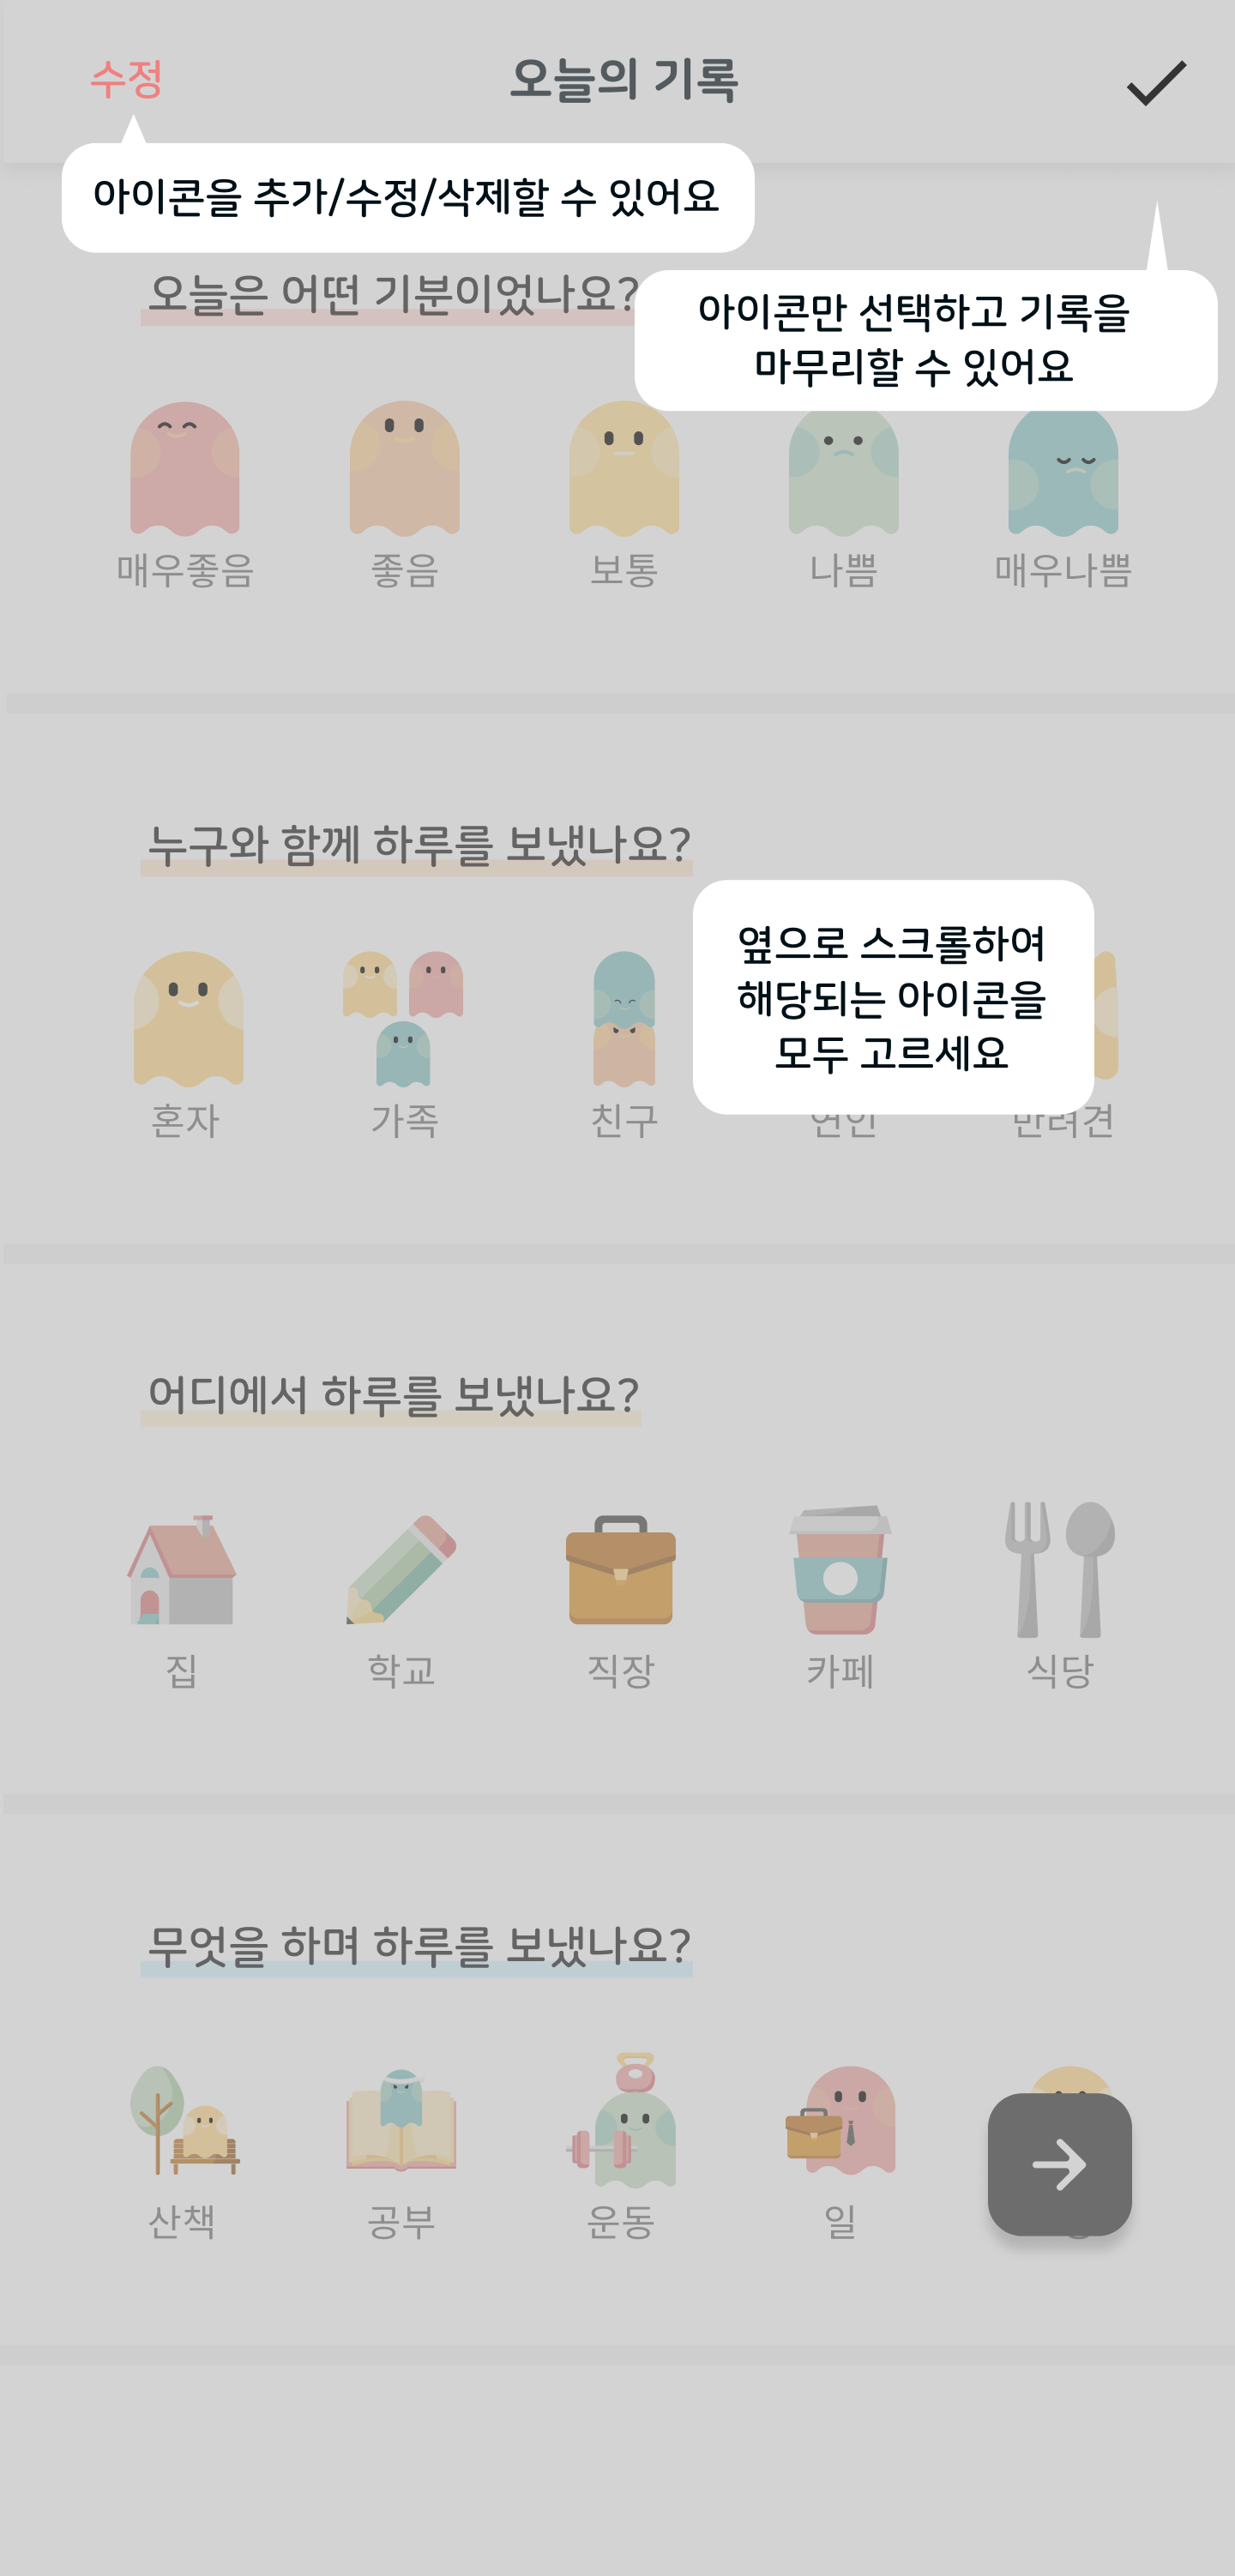 수정
오늘의 기록
아이콘을 추가/수정/삭제할 수 있어요
오늘은 어떤 기분이었나요?
아이콘만 선택하고 기록을
마무리할 수 있어요
매우좋음
좋음
보통
나쁨
매우나쁨
누구와 함께 하루를 보냈나요?
옆으로 스크롤하여
해당되는 아이콘을
모두 고르세요
혼자
가족
친구
연인
반려견
어디에서 하루를 보냈나요?
집
학교
직장
카페
식당
무엇을 하며 하루를 보냈나요?
산책
공부
운동
일